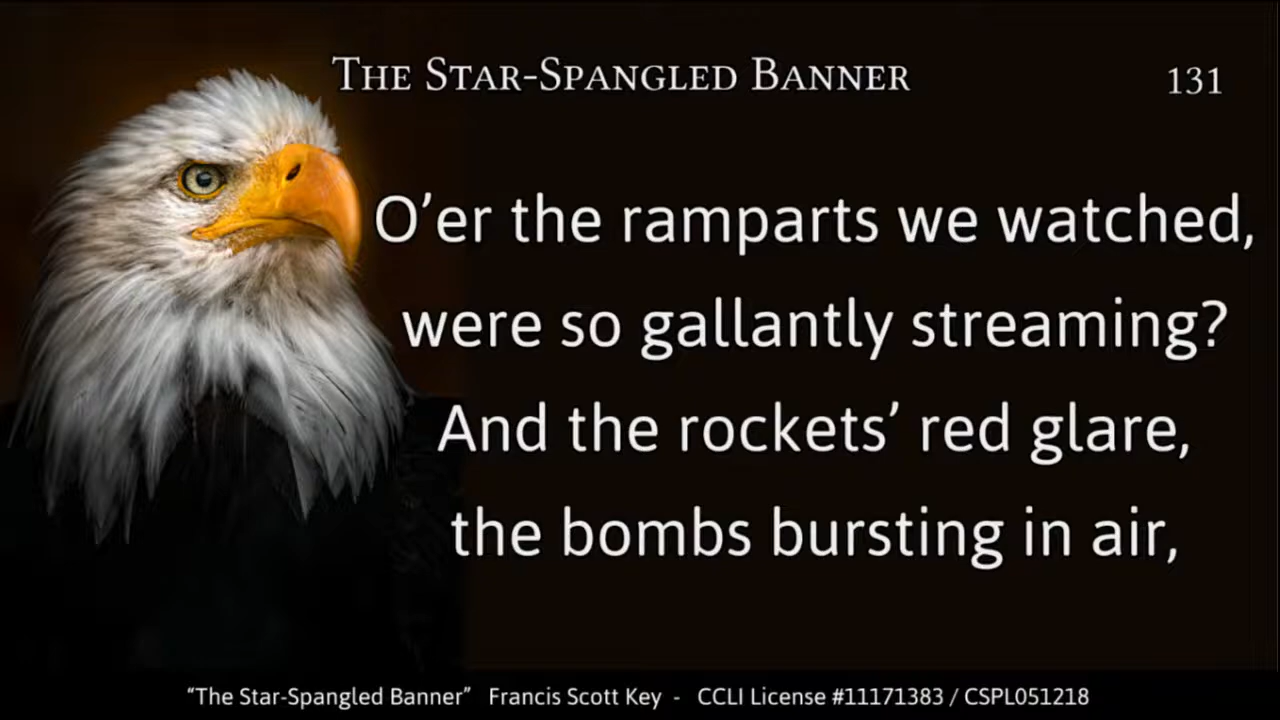 The Star-Spangled Banner 131
O’er the ramparts we watched,
were so gallantly streaming?
And the rockets’ red glare,
the bombs bursting in air,
“The Star-Spangled Banner” Francis Scott Key - CCLI License #11171383 / CSPL051218